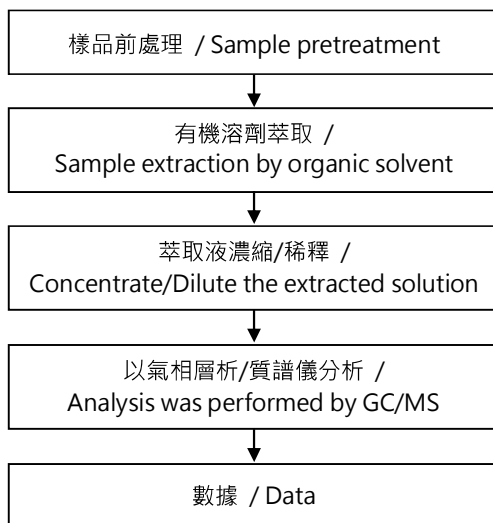 樣品前處理 / Sample pretreatment
有機溶劑萃取 /
Sample extraction by organic solvent
萃取液濃縮/稀釋 /
Concentrate/Dilute the extracted solution
以氣相層析/質譜儀分析 /
Analysis was performed by GC/MS
數據 / Data